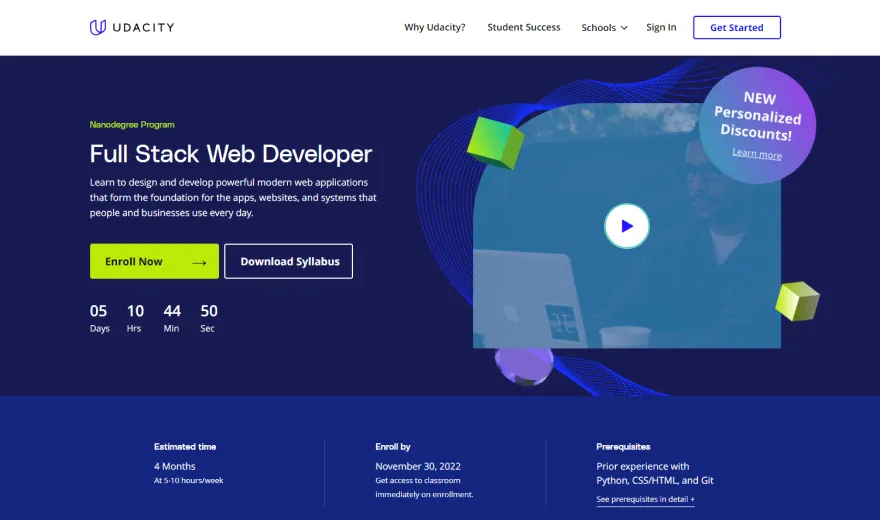 UDACITY
Why Udacity?
Student Success
Schools
Sign In
Get Started
NEW
Personalized
Discounts!
Learn more
Nanodegree Program
Full Stack Web Developer
Learn to design and develop powerful modern web applications
that form the foundation for the apps, websites, and systems that
people and businesses use every day.
Enroll Now →
Download Syllabus
05 10 44 50
Days Hrs Min Sec
Estimated time
4 Months
At 5-10 hours/week
Enroll by
November 30, 2022
Get access to classroom
immediately on enrollment.
Prerequisites
Prior experience with
Python, CSS/HTML, and Git
See prerequisites in detail +